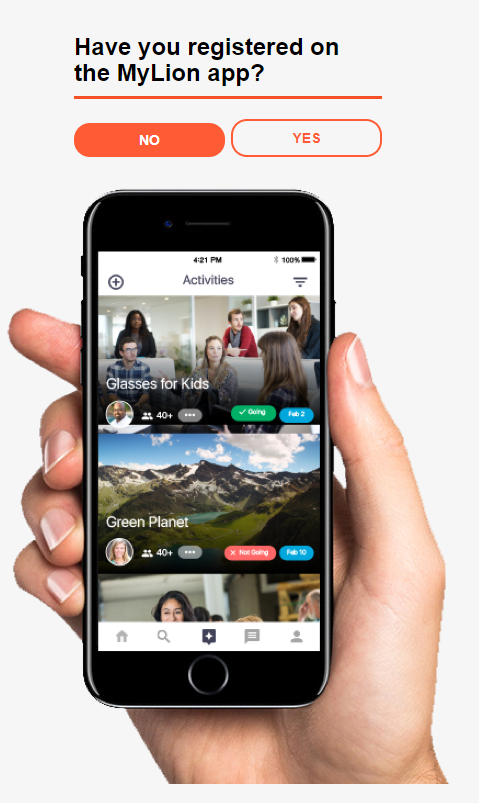 Have you registered on
the MyLion app?
NO
YES
4:21 PM
100%
Activities
Glasses for Kids
40+
Going
Feb 2
Green Planet
40+
Not Going
Feb 10